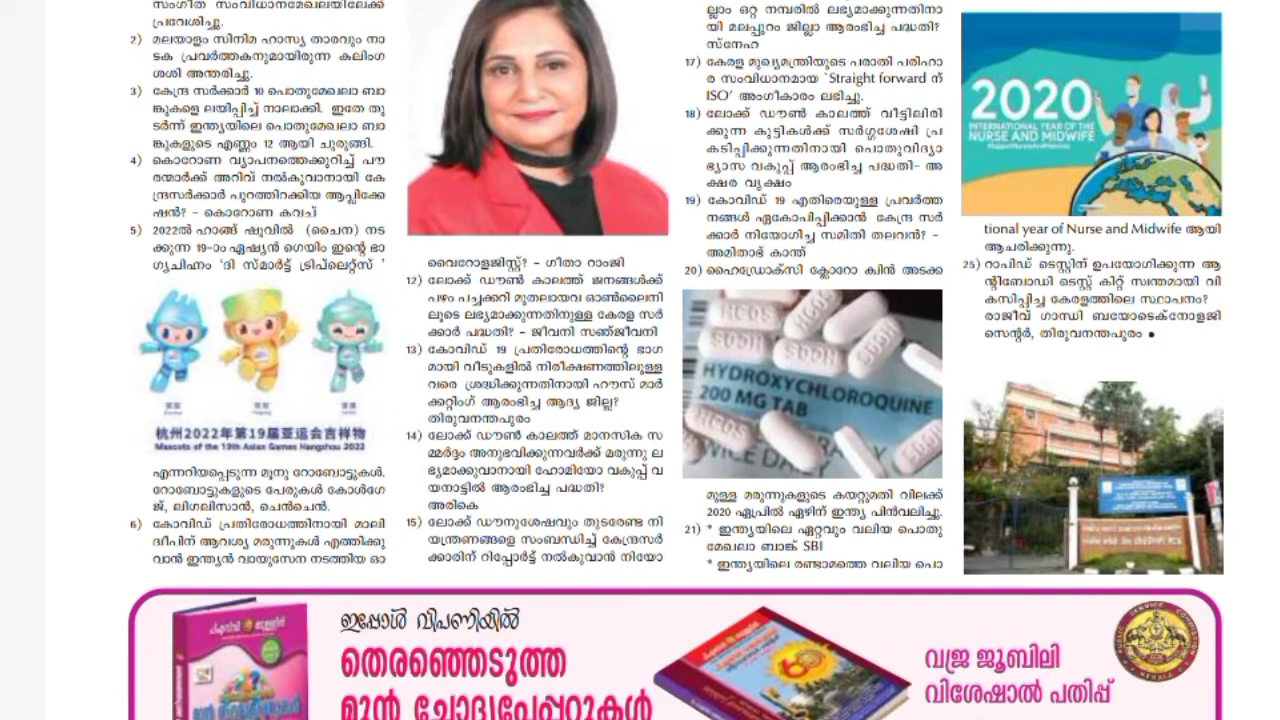 സംഗീത സംവിധാനമേഖലയിലേക്ക്
പ്രവേശിച്ചു.
2) മലയാളം സിനിമ ഹാസ്യ താരവും നാ
ടക പ്രവർത്തകനുമായിരുന്ന കലിംഗ
ശശി അന്തരിച്ചു.
3) കേന്ദ്ര സർക്കാർ 10 പൊതുമേഖലാ ബാ
ങ്കുകളെ ലയിപ്പിച്ച് നാലാക്കി. ഇതേ തു
ടർന്ന് ഇന്ത്യയിലെ പൊതുമേഖലാ ബാ
ങ്കുകളുടെ എണ്ണം 12 ആയി ചുരുങ്ങി.
4) കൊറോണ വ്യാപനത്തെക്കുറിച്ച് പൗ
രന്മാർക്ക് അറിവ് നൽകുവാനായി കേ
ന്ദ്രസർക്കാർ പുറത്തിറക്കിയ ആപ്ലിക്കേ
ഷൻ? – കൊറോണ കവച്
5) 2022ൽ ഹാങ്ങ് ഷുവിൽ (ചൈന) നട
ക്കുന്ന 19-ാം ഏഷ്യൻ ഗെയിം ഇന്റെ ഭാ
ഗ്യചിഹ്നം 'ദി സ്മാർട്ട് ട്രിപ്ലെറ്റ്സ് '
杭州2022年第19届亚运会吉祥物
Mascots of the 19th Asian Games Hangzhou 2022
എന്നറിയപ്പെടുന്ന മൂന്നു റോബോട്ടുകൾ.
റോബോട്ടുകളുടെ പേരുകൾ കോൾഗേ
ജ്, ലിഗലിസാൻ, ചെൻചെൻ.
6) കോവിഡ് പ്രതിരോധത്തിനായി മാലി
ദ്വീപിന് ആവശ്യ മരുന്നുകൾ എത്തിക്കു
വാൻ ഇന്ത്യൻ വായുസേന നടത്തിയ ഓ
വൈറോളജിസ്റ്റ്? – ഗീതാ റാംജി
12) ലോക്ക് ഡൗൺ കാലത്ത് ജനങ്ങൾക്ക്
പഴം പച്ചക്കറി മുതലായവ ഓൺലൈനി
ലൂടെ ലഭ്യമാക്കുന്നതിനുള്ള കേരള സർ
ക്കാർ പദ്ധതി? – ജീവനി സഞ്ജീവനി
13) കോവിഡ് 19 പ്രതിരോധത്തിന്റെ ഭാഗ
മായി വീടുകളിൽ നിരീക്ഷണത്തിലുള്ള
വരെ ശ്രദ്ധിക്കുന്നതിനായി ഹൗസ് മാർ
ക്കറ്റിംഗ് ആരംഭിച്ച ആദ്യ ജില്ല?
തിരുവനന്തപുരം
14) ലോക്ക് ഡൗൺ കാലത്ത് മാനസിക സ
മ്മർദ്ദം അനുഭവിക്കുന്നവർക്ക് മരുന്നു ല
ഭ്യമാക്കുവാനായി ഹോമിയോ വകുപ്പ് വ
യനാട്ടിൽ ആരംഭിച്ച പദ്ധതി?
അരികെ
15) ലോക്ക് ഡൗനുശേഷവും തുടരേണ്ട നി
യന്ത്രണങ്ങളെ സംബന്ധിച്ച് കേന്ദ്രസർ
ക്കാരിന് റിപ്പോർട്ട് നൽകുവാൻ നിയോ
ല്ലാം ഒറ്റ നമ്പരിൽ ലഭ്യമാക്കുന്നതിനാ
യി മലപ്പുറം ജില്ലാ ആരംഭിച്ച പദ്ധതി?
സ്നേഹ
17) കേരള മുഖ്യമന്ത്രിയുടെ പരാതി പരിഹാ
ര സംവിധാനമായ `Straight forward ന്
ISO' അംഗീകാരം ലഭിച്ചു.
18) ലോക്ക് ഡൗൺ കാലത്ത് വീട്ടിലിരി
ക്കുന്ന കുട്ടികൾക്ക് സർഗ്ഗശേഷി പ്ര
കടിപ്പിക്കുന്നതിനായി പൊതുവിദ്യാ
ഭ്യാസ വകുപ്പ് ആരംഭിച്ച പദ്ധതി– അ
ക്ഷര വൃക്ഷം
19) കോവിഡ് 19 എതിരെയുള്ള പ്രവർത്ത
നങ്ങൾ ഏകോപിപ്പിക്കാൻ കേന്ദ്ര സർ
ക്കാർ നിയോഗിച്ച സമിതി തലവൻ? –
അമിതാഭ് കാന്ത്
20) ഹൈഡ്രോക്സി ക്ലോറോ ക്വിൻ അടക്ക
HYDROXYCHLOROQUINE
200 MG TAB
മുള്ള മരുന്നുകളുടെ കയറ്റുമതി വിലക്ക്
2020 ഏപ്രിൽ ഏഴിന് ഇന്ത്യ പിൻവലിച്ചു.
21) * ഇന്ത്യയിലെ ഏറ്റവും വലിയ പൊതു
മേഖലാ ബാങ്ക് SBI
* ഇന്ത്യയിലെ രണ്ടാമത്തെ വലിയ പൊ
2020
INTERNATIONAL YEAR OF THE
NURSE AND MIDWIFE
tional year of Nurse and Midwife ആയി
ആചരിക്കുന്നു.
25) റാപിഡ് ടെസ്റ്റിന് ഉപയോഗിക്കുന്ന ആ
ന്റിബോഡി ടെസ്റ്റ് കിറ്റ് സ്വന്തമായി വി
കസിപ്പിച്ച കേരളത്തിലെ സ്ഥാപനം?
രാജീവ് ഗാന്ധി ബയോടെക്നോളജി
സെന്റർ, തിരുവനന്തപുരം ●
ഇപ്പോൾ വിപണിയിൽ
തെരഞ്ഞെടുത്ത
മുൻ ചോദ്യപേപ്പറുകൾ
വജ്ര ജൂബിലി
വിശേഷാൽ പതിപ്പ്